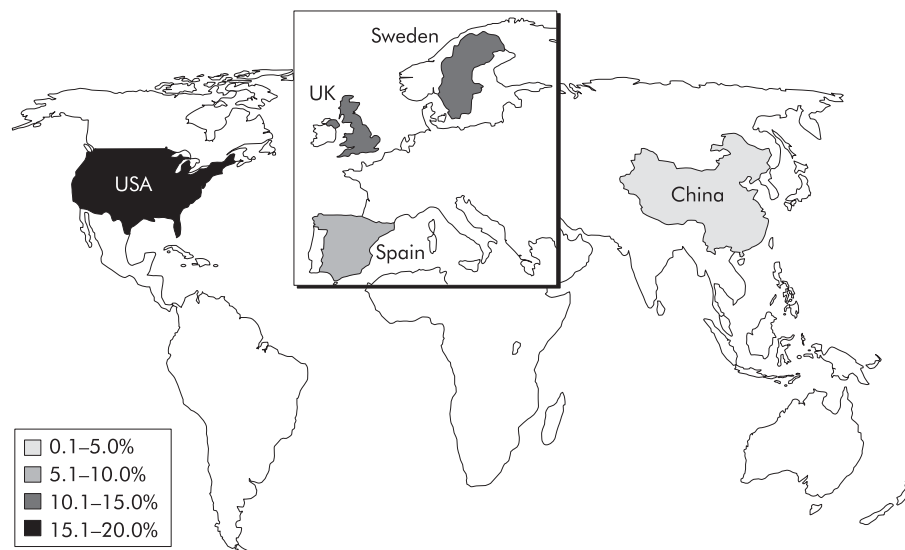 Sweden
UK
USA
China
Spain
0.1–5.0%
5.1–10.0%
10.1–15.0%
15.1–20.0%